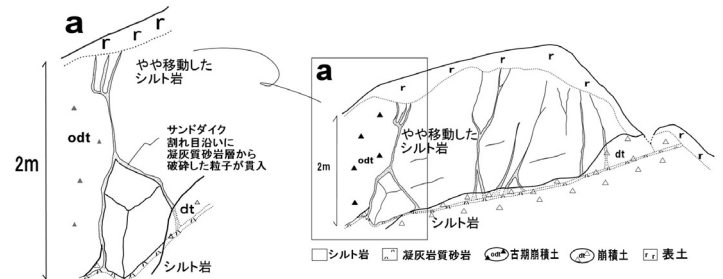 a
r r r
やや移動した
シルト岩
odt
サンドダイク
割れ目沿いに
凝灰質砂岩層から
破砕した粒子が貫入
2m
dt
シルト岩
a
r r r r r r r
やや移動した
シルト岩
odt
2m
dt
シルト岩
シルト岩 凝灰岩質砂岩 odt 古期崩積土 dt 崩積土 r r 表土